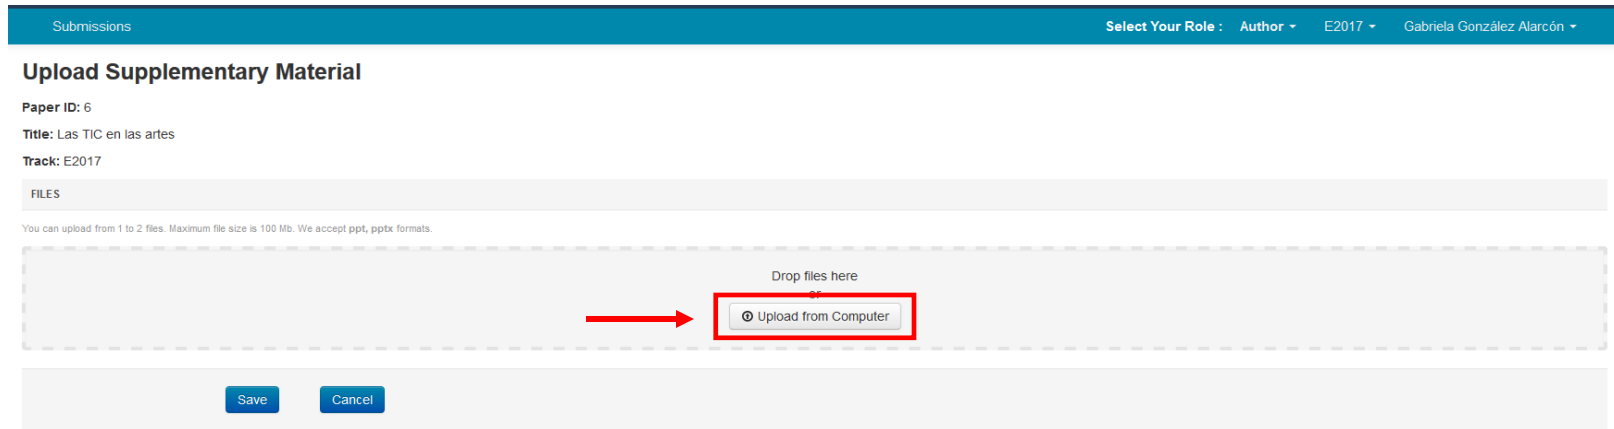 Submissions Select Your Role : Author E2017 Gabriela González Alarcón
Upload Supplementary Material
Paper ID: 6
Title: Las TIC en las artes
Track: E2017
FILES
You can upload from 1 to 2 files. Maximum file size is 100 Mb. We accept ppt, pptx formats.
Drop files here
or
Upload from Computer
Save Cancel